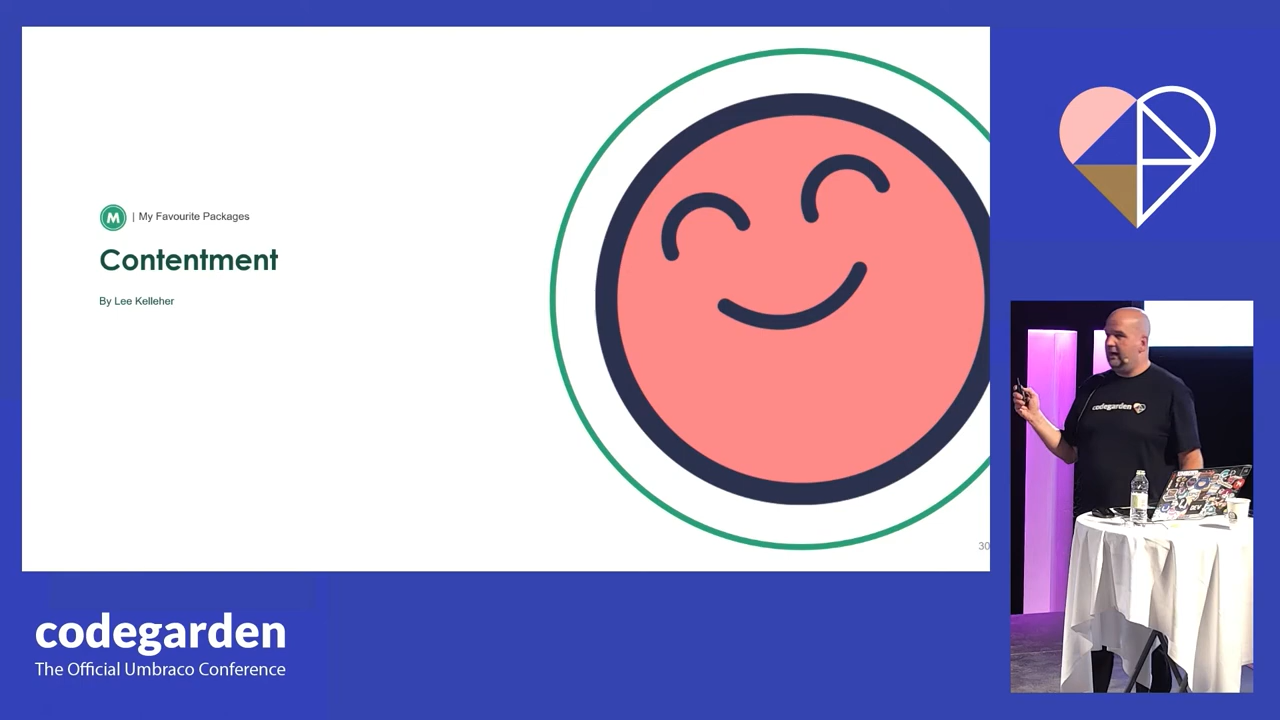 M | My Favourite Packages
Contentment
By Lee Kelleher
30
codegarden
codegarden
The Official Umbraco Conference